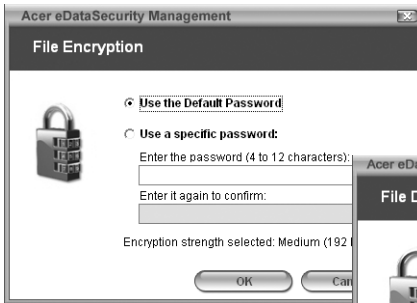 Acer eDataSecurity Management
File Encryption
Use the Default Password
Use a specific password:
Enter the password (4 to 12 characters):
Enter it again to confirm:
Encryption strength selected: Medium (192
OK
Can
Acer eDa
File D